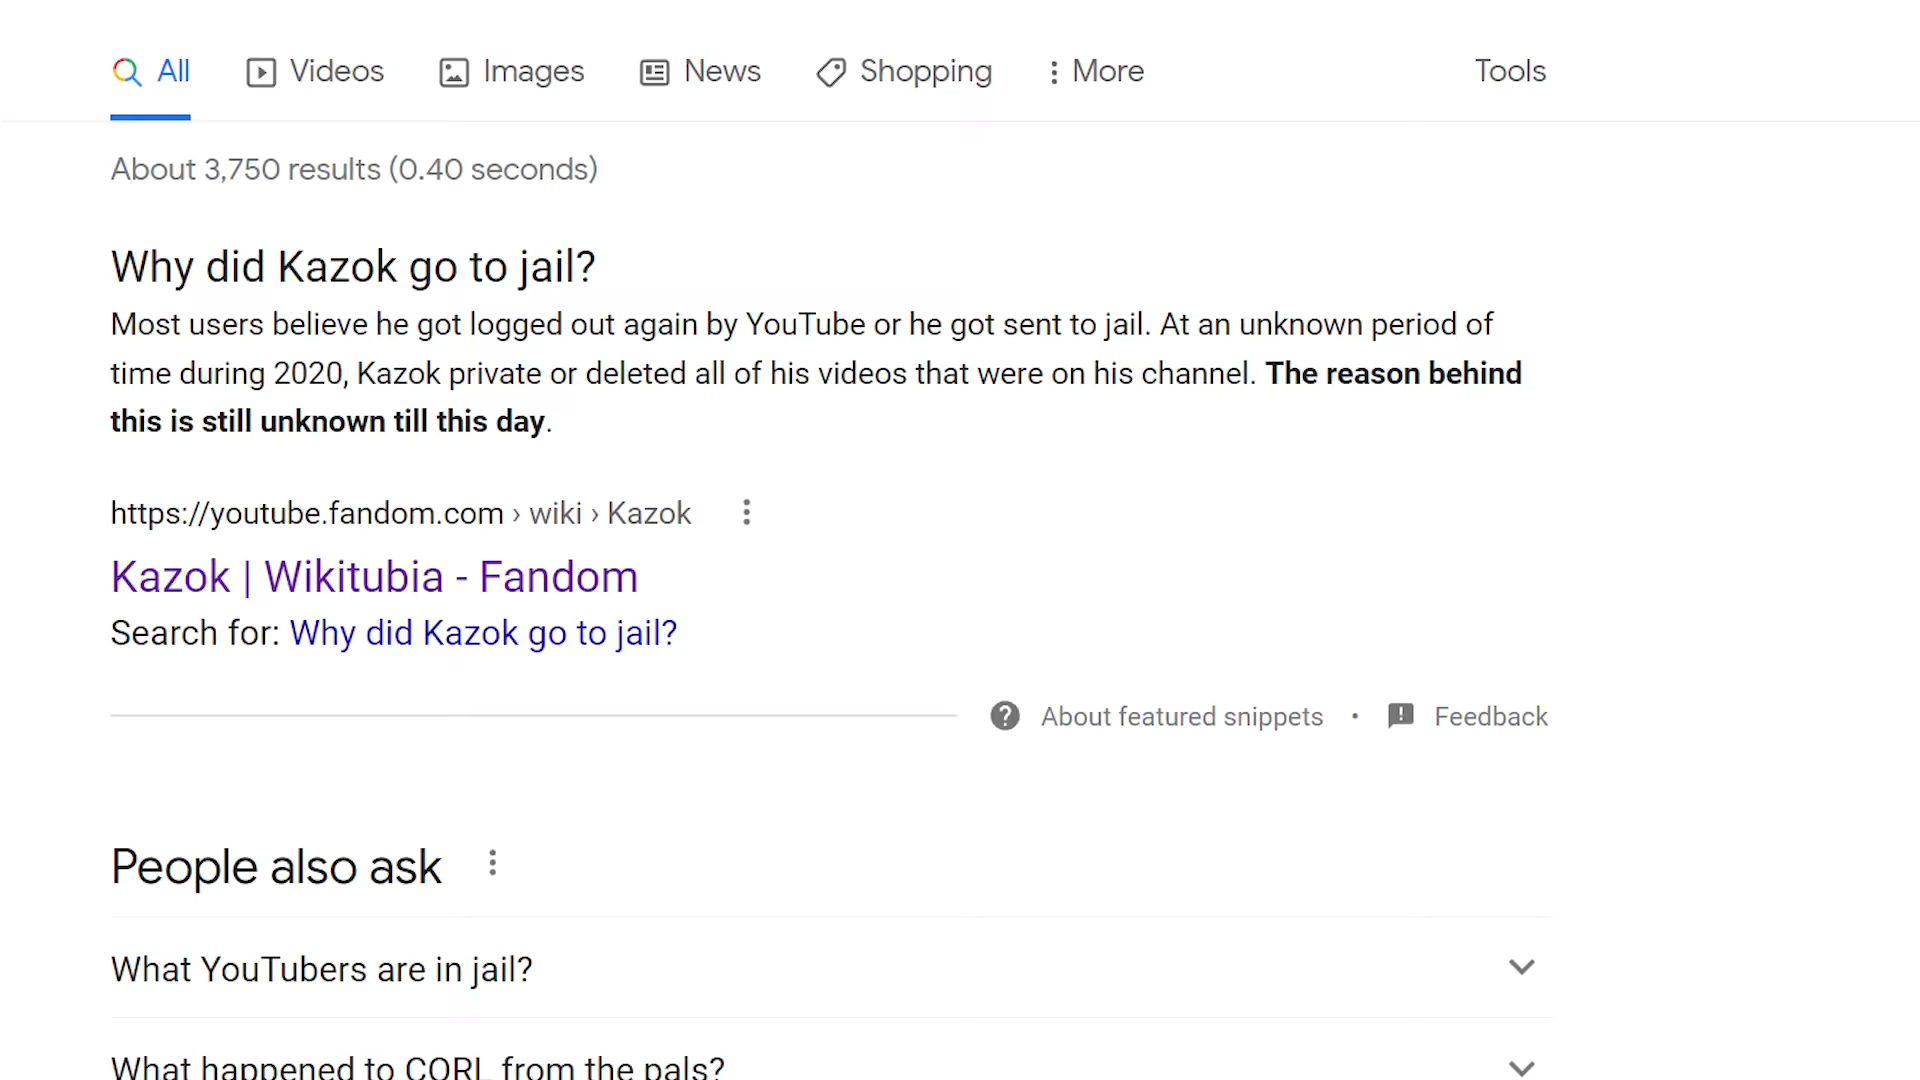 All Videos Images News Shopping More Tools
About 3,750 results (0.40 seconds)
Why did Kazok go to jail?
Most users believe he got logged out again by YouTube or he got sent to jail. At an unknown period of
time during 2020, Kazok private or deleted all of his videos that were on his channel. The reason behind
this is still unknown till this day.
https://youtube.fandom.com › wiki › Kazok
Kazok | Wikitubia - Fandom
Search for: Why did Kazok go to jail?
About featured snippets • Feedback
People also ask
What YouTubers are in jail?
What happened to CORL from the pals?